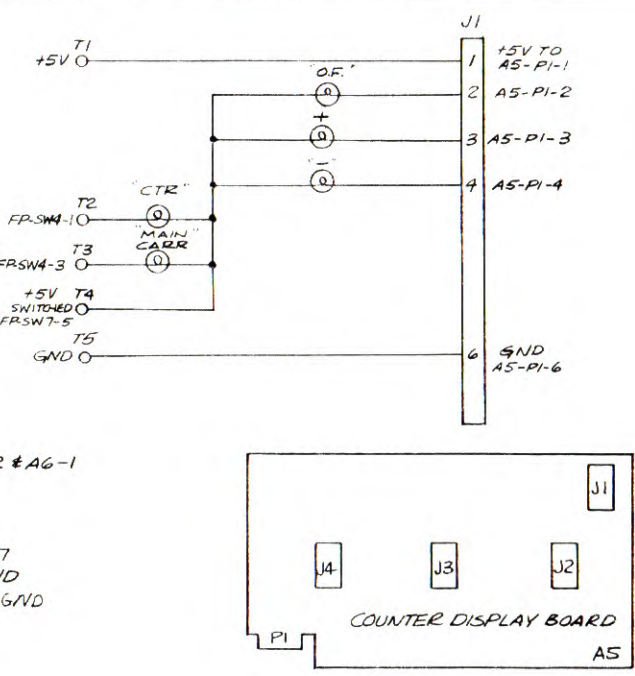 J1
T1
+5V
1
+5V TO
A5-P1-1
"O.F."
2
A5-P1-2
+
3
A5-P1-3
"-"
4
A5-P1-4
"CTR"
T2
FP-SW4-1
"MAIN"
CARR
T3
FP-SW4-3
+5V T4
SWITCHED
FP-SW7-5
T5
GND
6
GND
A5-P1-6
& A6-1
7
GND
J1
J4
J3
J2
COUNTER DISPLAY BOARD
P1
A5